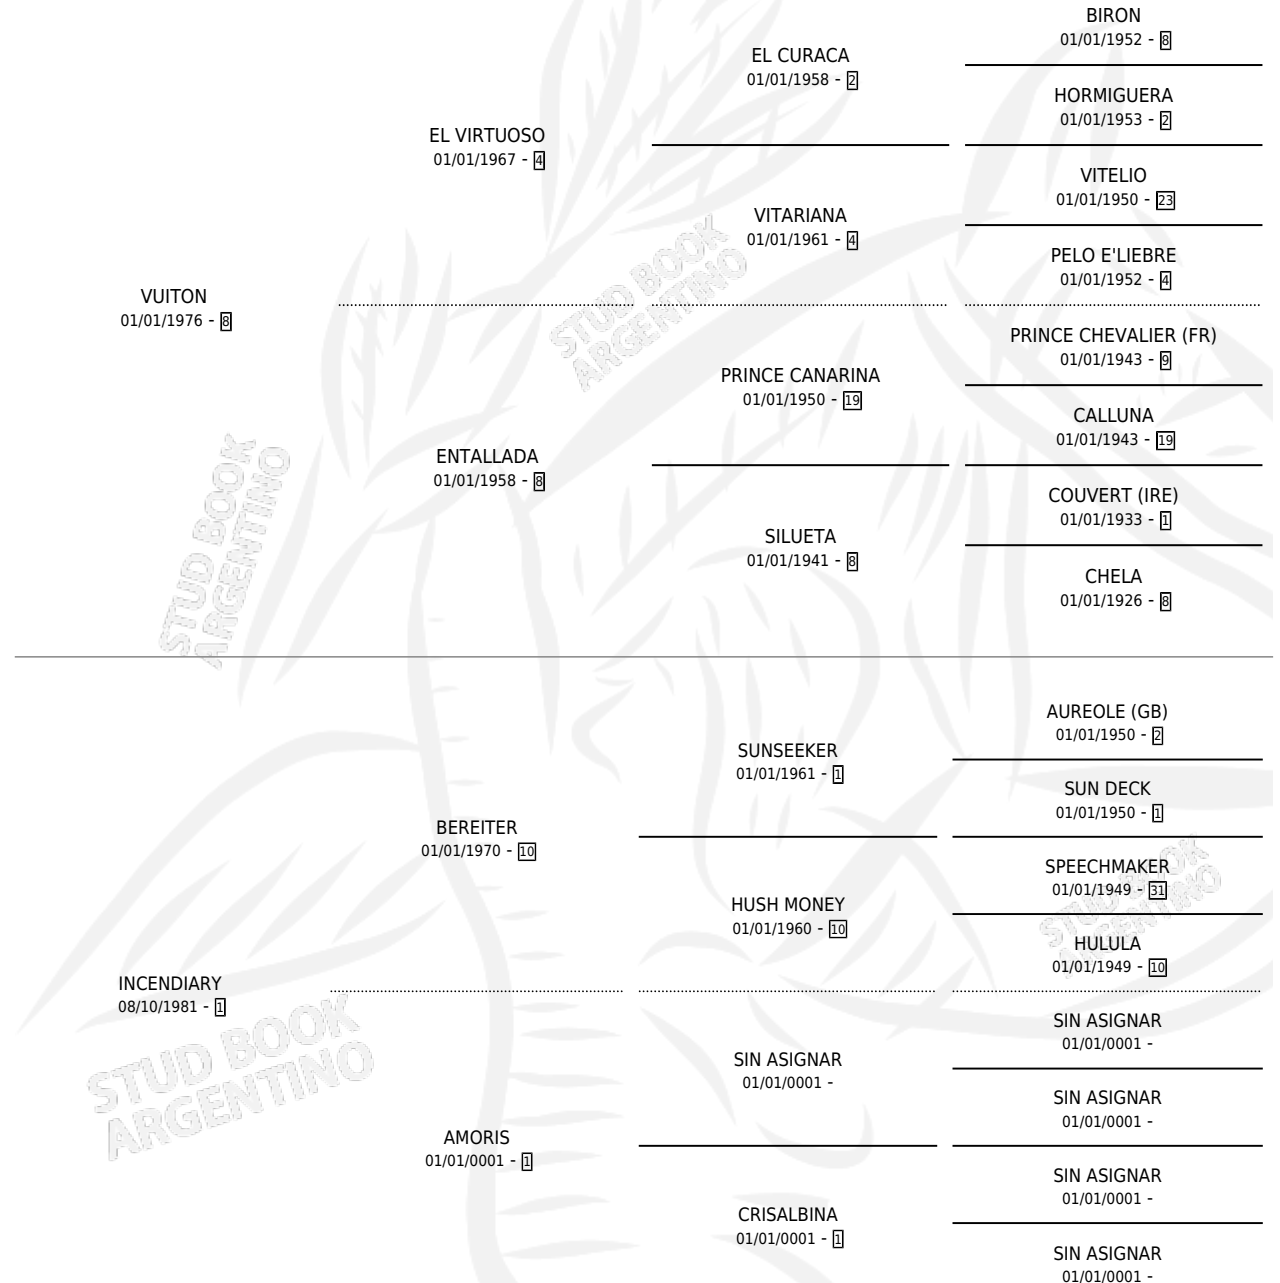 BIRON
01/01/1952 - 8
EL CURACA
01/01/1958 - 2
HORMIGUERA
01/01/1953 - 2
EL VIRTUOSO
01/01/1967 - 4
VITELIO
01/01/1950 - 23
VITARIANA
01/01/1961 - 4
PELO E'LIEBRE
01/01/1952 - 4
VUITON
01/01/1976 - 8
PRINCE CHEVALIER (FR)
01/01/1943 - 9
PRINCE CANARINA
01/01/1950 - 19
CALLUNA
01/01/1943 - 19
ENTALLADA
01/01/1958 - 8
COUVERT (IRE)
01/01/1933 - 1
SILUETA
01/01/1941 - 8
CHELA
01/01/1926 - 8
STUD BOOK
ARGENTINO
STUD BOOK
ARGENTINO
AUREOLE (GB)
01/01/1950 - 2
SUNSEEKER
01/01/1961 - 1
SUN DECK
01/01/1950 - 1
BEREITER
01/01/1970 - 10
SPEECHMAKER
01/01/1949 - 31
HUSH MONEY
01/01/1960 - 10
HULULA
01/01/1949 - 10
STUD BOOK
ARGENTINO
INCENDIARY
08/10/1981 - 1
SIN ASIGNAR
01/01/0001 -
SIN ASIGNAR
01/01/0001 -
SIN ASIGNAR
01/01/0001 -
AMORIS
01/01/0001 - 1
SIN ASIGNAR
01/01/0001 -
CRISALBINA
01/01/0001 - 1
SIN ASIGNAR
01/01/0001 -
STUD BOOK
ARGENTINO